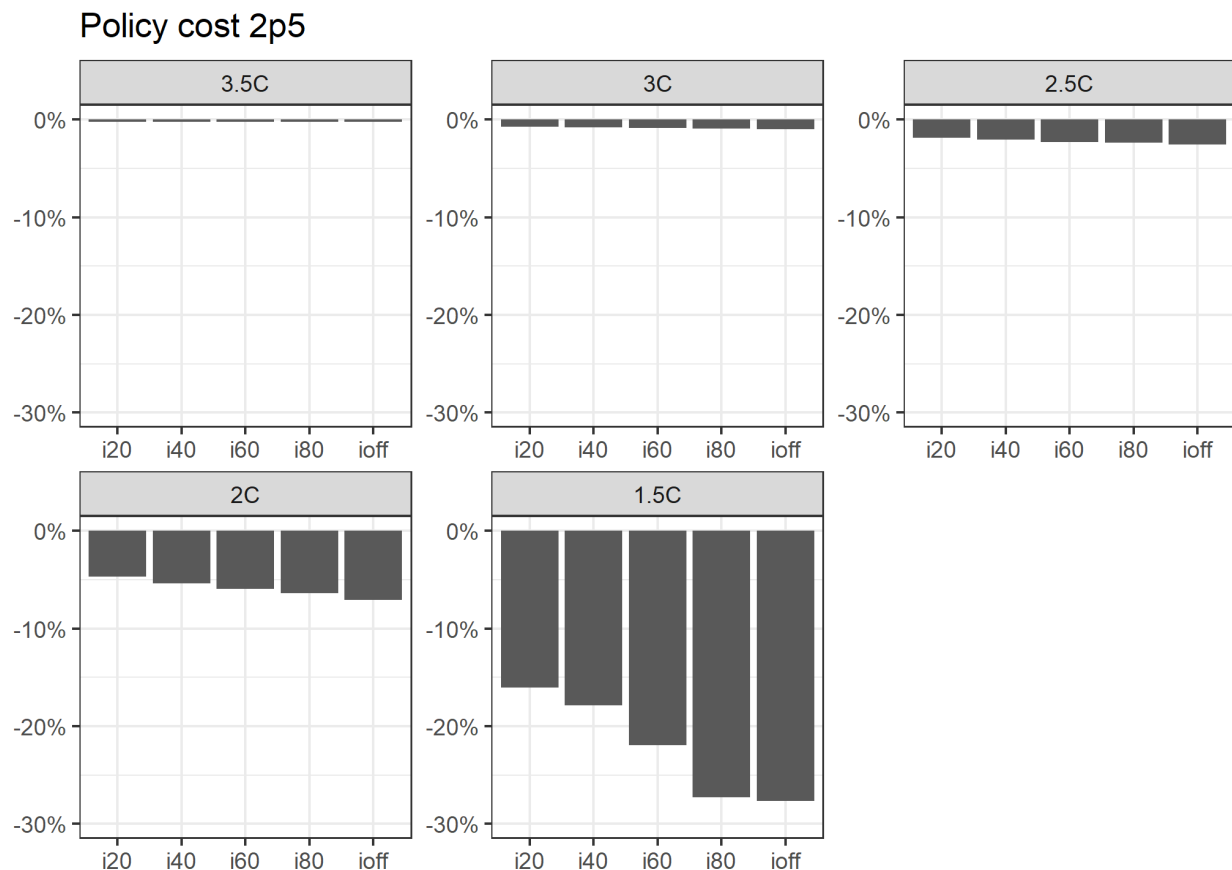 Policy cost 2p5
3.5C 3C 2.5C
0% 0% 0%
-10% -10% -10%
-20% -20% -20%
-30% -30% -30%
i20 i40 i60 i80 ioff i20 i40 i60 i80 ioff i20 i40 i60 i80 ioff
2C 1.5C
0% 0%
-10% -10%
-20% -20%
-30% -30%
i20 i40 i60 i80 ioff i20 i40 i60 i80 ioff